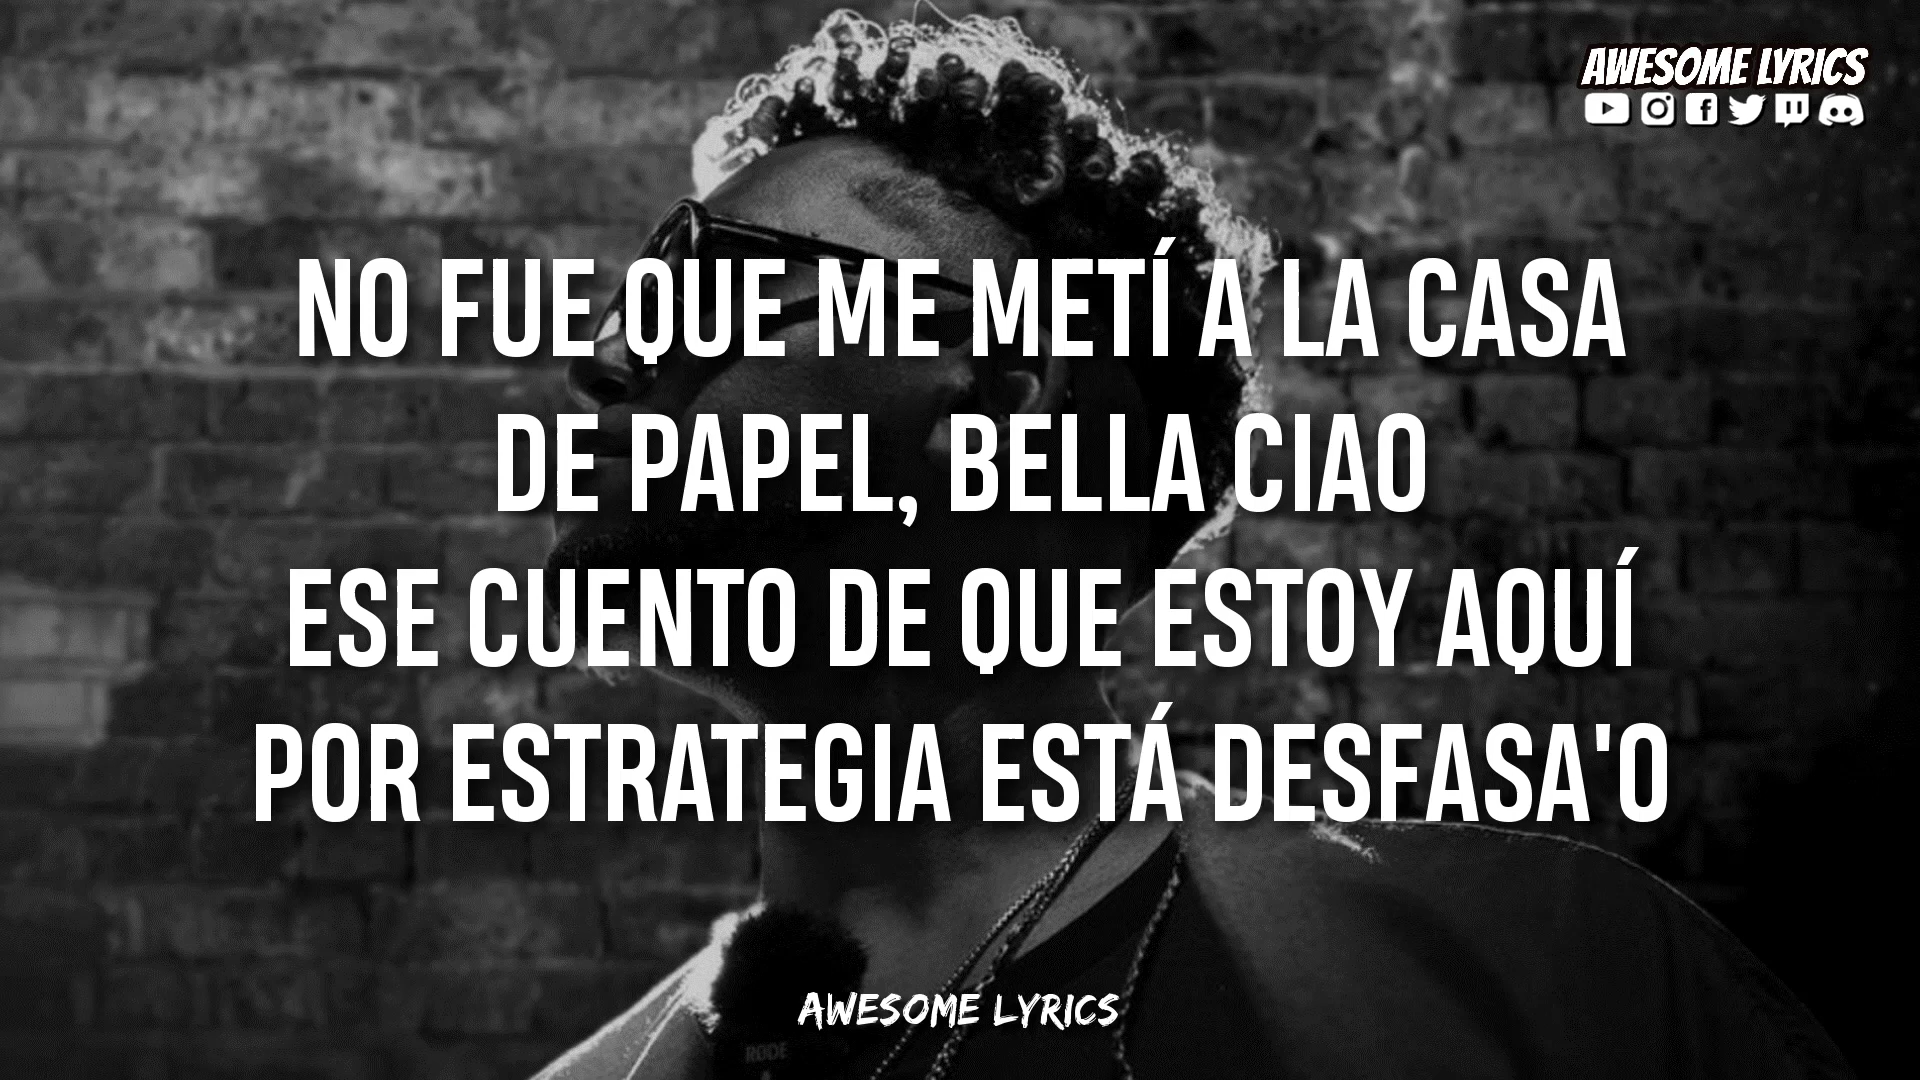 AWESOME LYRICS
NO FUE QUE ME METÍ A LA CASA
DE PAPEL, BELLA CIAO
ESE CUENTO DE QUE ESTOY AQUÍ
POR ESTRATEGIA ESTÁ DESFASA'O
AWESOME LYRICS
RØDE